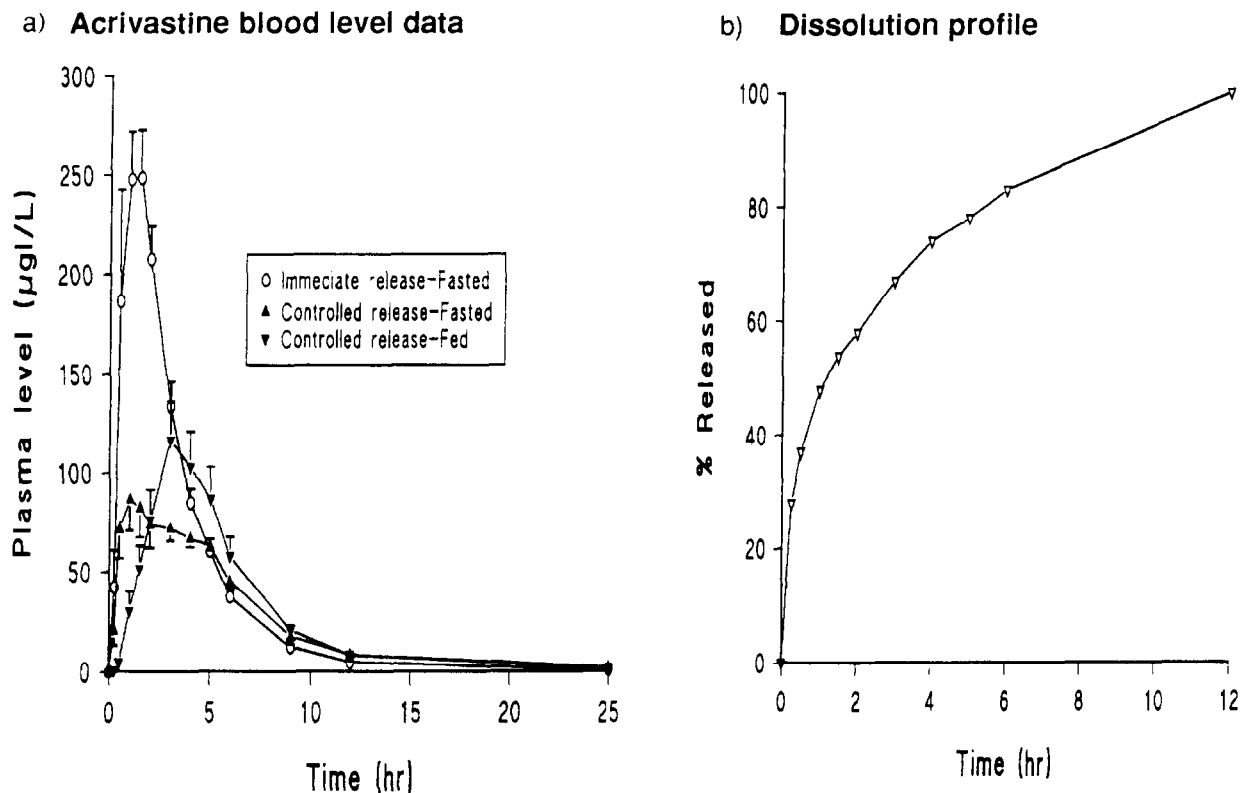 a) Acrivastine blood level data
300
250
200
150
100
50
0
Plasma level (µgl/L)
0 5 10 15 20 25
Time (hr)
Immeciate release-Fasted
Controlled release-Fasted
Controlled release-Fed
b) Dissolution profile
100
80
60
40
20
0
% Released
0 2 4 6 8 10 12
Time (hr)